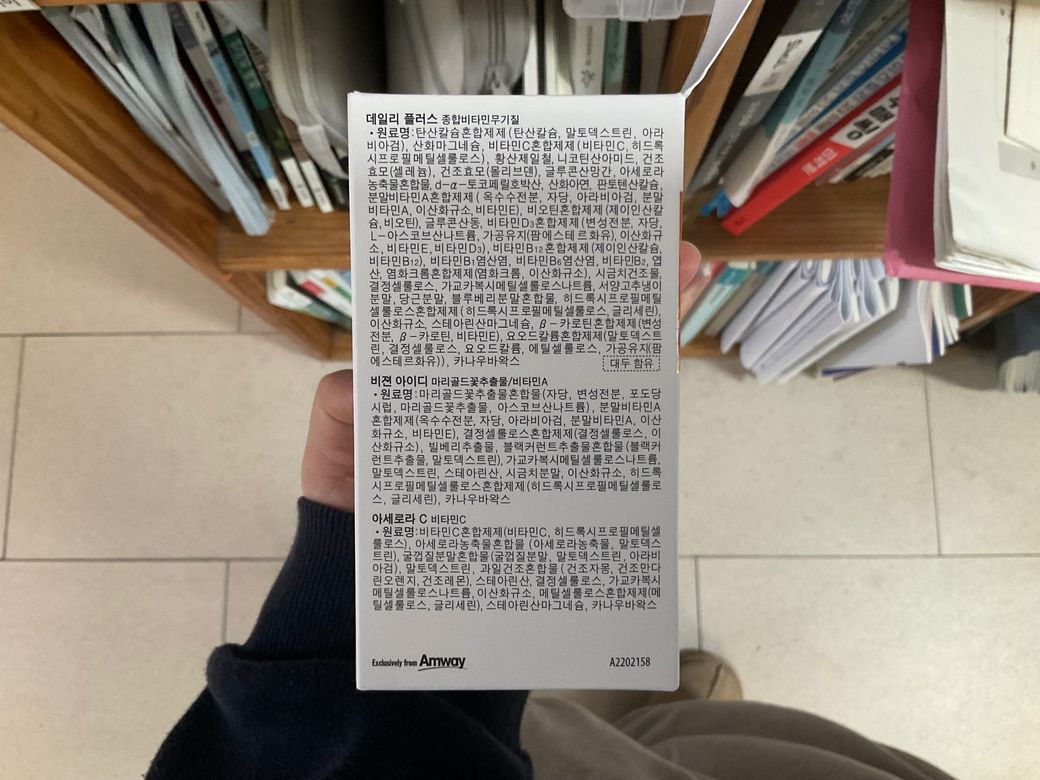 데일리 플러스 종합비타민무기질
• 원료명: 탄산칼슘혼합제제(탄산칼슘, 말토덱스트린, 아라
비아검), 산화마그네슘, 비타민C혼합제제(비타민C, 히드록
시프로필메틸셀룰로스), 황산제일철, 니코틴산아미드, 건조
효모(셀레늄), 건조효모(몰리브덴), 글루콘산망간, 아세로라
농축물혼합물, d-α-토코페릴호박산, 산화아연, 판토텐산칼슘,
분말비타민A혼합제제( 옥수수전분, 자당, 아라비아검, 분말
비타민A, 이산화규소, 비타민E), 비오틴혼합제제(제이인산칼
슘, 비오틴), 글루콘산동, 비타민D₃혼합제제(변성전분, 자당,
L-아스코브산나트륨, 가공유지(팜에스테르화유), 이산화규
소, 비타민E, 비타민D₃), 비타민B₁₂혼합제제(제이인산칼슘,
비타민B₁₂), 비타민B₁염산염, 비타민B₆염산염, 비타민B₂, 엽
산, 염화크롬혼합제제(염화크롬, 이산화규소), 시금치건조물,
결정셀룰로스, 가교카복시메틸셀룰로스나트륨, 서양고추냉이
분말, 당근분말, 블루베리분말혼합물, 히드록시프로필메틸
셀룰로스혼합제제(히드록시프로필메틸셀룰로스, 글리세린),
이산화규소, 스테아린산마그네슘, β-카로틴혼합제제(변성
전분, β-카로틴, 비타민E), 요오드칼륨혼합제제(말토덱스트
린, 결정셀룰로스, 요오드칼륨, 에틸셀룰로스, 가공유지(팜
에스테르화유)), 카나우바왁스
대두 함유
비젼 아이디 마리골드꽃추출물/비타민A
• 원료명: 마리골드꽃추출물혼합물(자당, 변성전분, 포도당
시럽, 마리골드꽃추출물, 아스코브산나트륨), 분말비타민A
혼합제제(옥수수전분, 자당, 아라비아검, 분말비타민A, 이산
화규소, 비타민E), 결정셀룰로스혼합제제(결정셀룰로스, 이
산화규소), 빌베리추출물, 블랙커런트추출물혼합물(블랙커
런트추출물, 말토덱스트린), 가교카복시메틸셀룰로스나트륨,
말토덱스트린, 스테아린산, 시금치분말, 이산화규소, 히드록
시프로필메틸셀룰로스혼합제제(히드록시프로필메틸셀룰로
스, 글리세린), 카나우바왁스
아세로라 C 비타민C
• 원료명: 비타민C혼합제제(비타민C, 히드록시프로필메틸셀
룰로스), 아세로라농축물혼합물 (아세로라농축물, 말토덱스
트린), 굴껍질분말혼합물(굴껍질분말, 말토덱스트린, 아라비
아검), 말토덱스트린, 과일건조혼합물 (건조자몽, 건조만다
린오렌지, 건조레몬), 스테아린산, 결정셀룰로스, 가교카복시
메틸셀룰로스나트륨, 이산화규소, 메틸셀룰로스혼합제제(메
틸셀룰로스, 글리세린), 스테아린산마그네슘, 카나우바왁스
Exclusively from Amway
A2202158